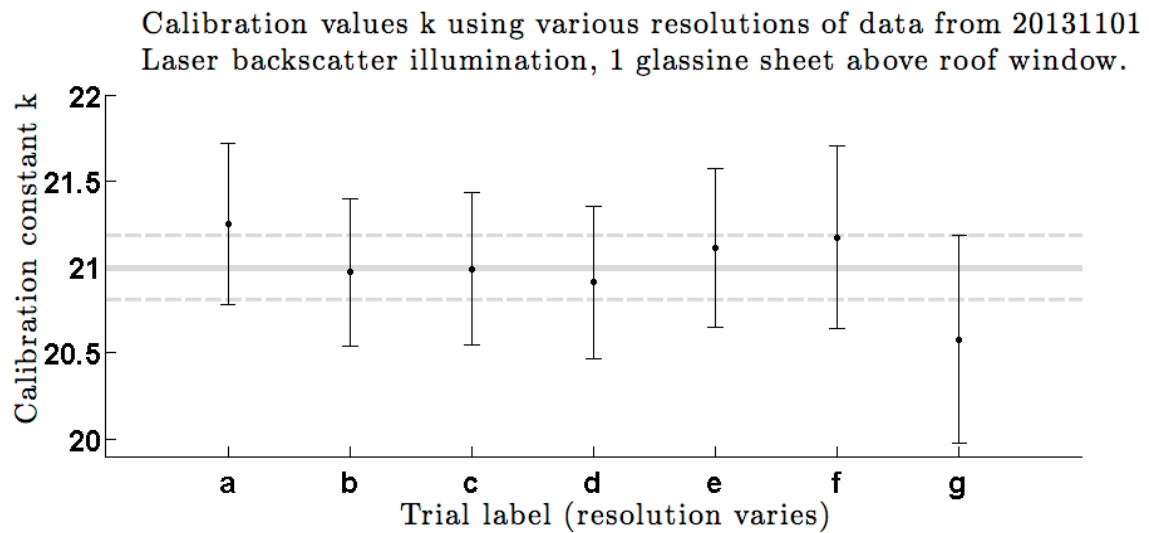 Calibration values k using various resolutions of data from 20131101
Laser backscatter illumination, 1 glassine sheet above roof window.
Calibration constant k
22
21.5
21
20.5
20
a b c d e f g
Trial label (resolution varies)